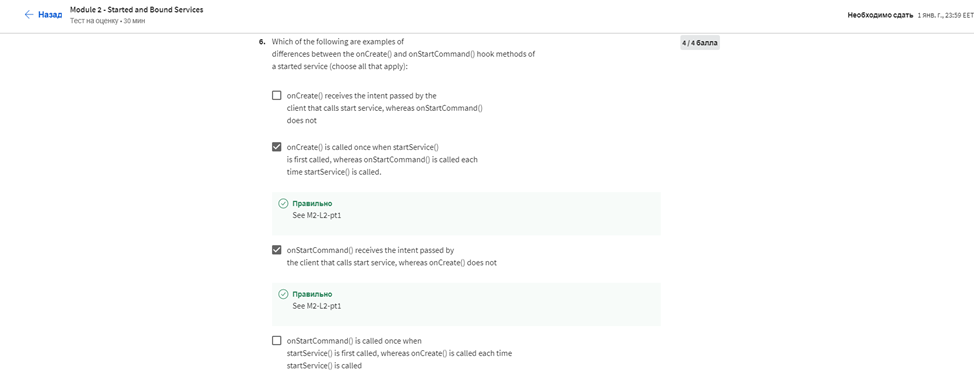 Назад
Module 2 - Started and Bound Services
Тест на оценку • 30 мин
Необходимо сдать 1 янв. г., 23:59 EET
6. Which of the following are examples of
differences between the onCreate() and onStartCommand() hook methods of
a started service (choose all that apply):
4 / 4 балла
onCreate() receives the intent passed by the
client that calls start service, whereas onStartCommand()
does not
onCreate() is called once when startService()
is first called, whereas onStartCommand() is called each
time startService() is called.
Правильно
See M2-L2-pt1
onStartCommand() receives the intent passed by
the client that calls start service, whereas onCreate() does not
Правильно
See M2-L2-pt1
onStartCommand() is called once when
startService() is first called, whereas onCreate() is called each time
startService() is called